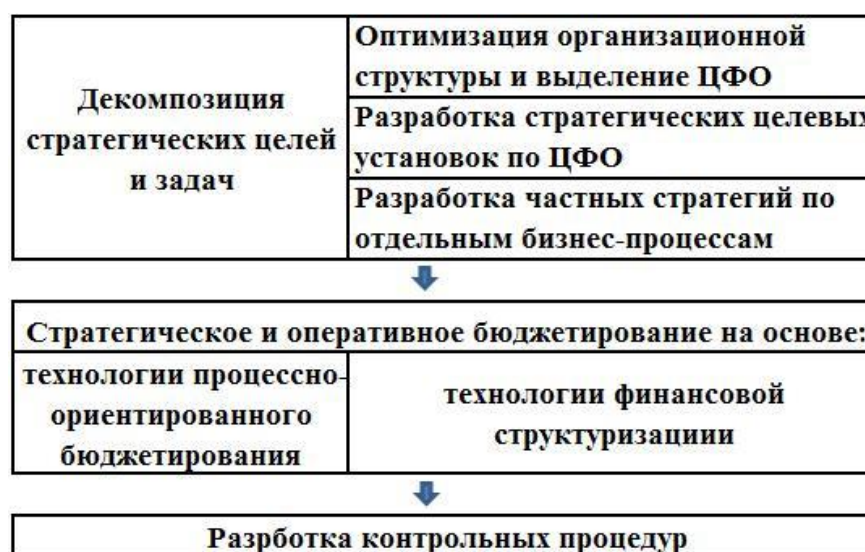 Декомпозиция
стратегических целей
и задач
Оптимизация организационной
структуры и выделение ЦФО
Разработка стратегических целевых
установок по ЦФО
Разработка частных стратегий по
отдельным бизнес-процессам
Стратегическое и оперативное бюджетирование на основе:
технологии процессно-
ориентированного
бюджетирования
технологии финансовой
структуризациии
Разрботка контрольных процедур